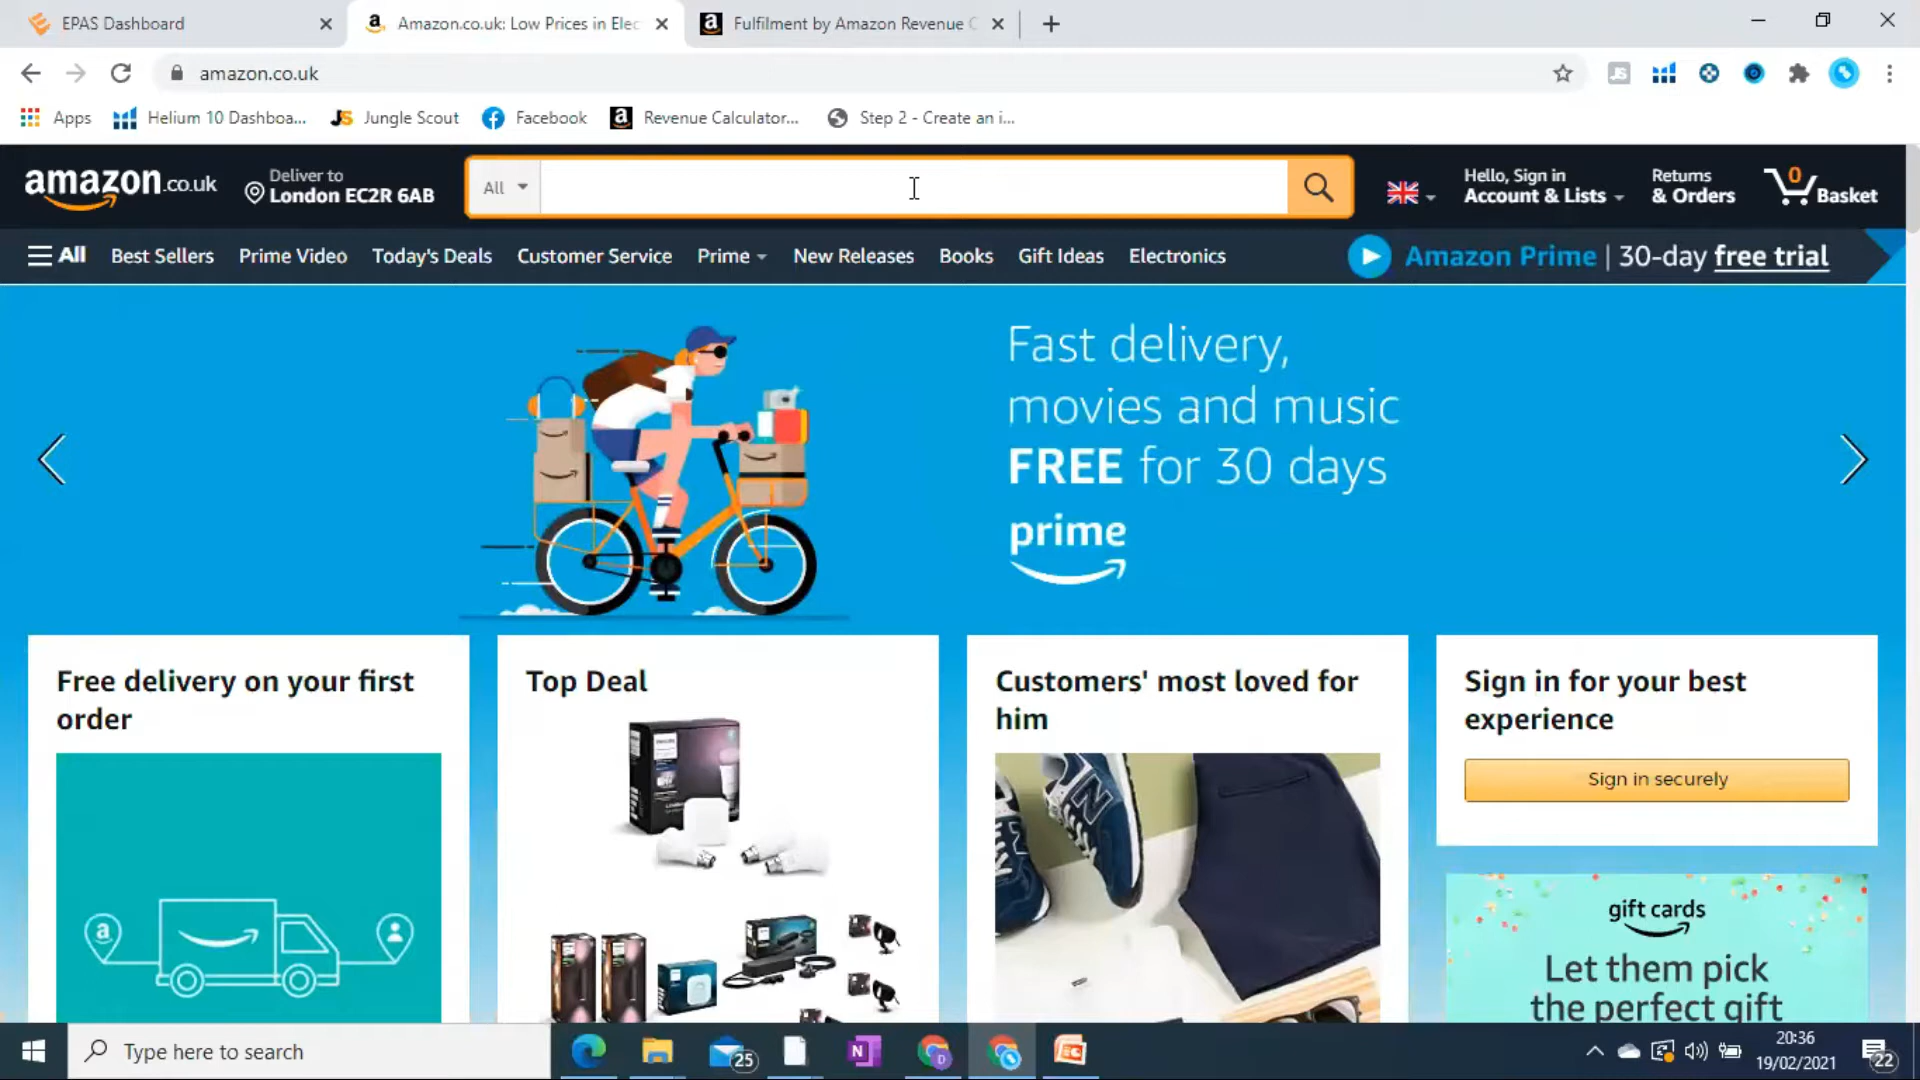 EPAS Dashboard
Amazon.co.uk: Low Prices in Elec
Fulfilment by Amazon Revenue C
amazon.co.uk
Apps
Helium 10 Dashboa...
Jungle Scout
Facebook
Revenue Calculator...
Step 2 - Create an i...
amazon.co.uk
Deliver to
London EC2R 6AB
All
Hello, Sign in
Account & Lists
Returns
& Orders
0
Basket
All
Best Sellers
Prime Video
Today's Deals
Customer Service
Prime
New Releases
Books
Gift Ideas
Electronics
Amazon Prime | 30-day free trial
Fast delivery,
movies and music
FREE for 30 days
prime
Free delivery on your first
order
Top Deal
Customers' most loved for
him
Sign in for your best
experience
Sign in securely
gift cards
Let them pick
the perfect gift
Type here to search
25
20:36
19/02/2021
22